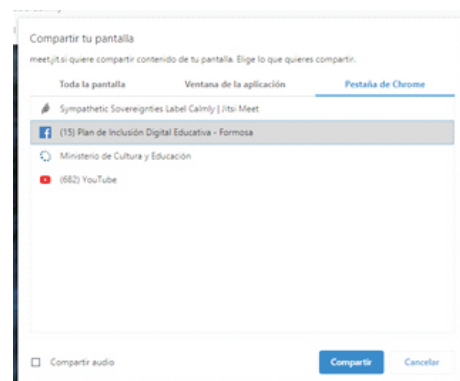 Compartir tu pantalla
meet.jit.si quiere compartir contenido de tu pantalla. Elige lo que quieres compartir.
Toda la pantalla Ventana de la aplicación Pestaña de Chrome
Sympathetic Sovereignties Label Calmly | Jitsi Meet
(15) Plan de Inclusión Digital Educativa - Formosa
Ministerio de Cultura y Educación
(682) YouTube
Compartir audio Compartir Cancelar